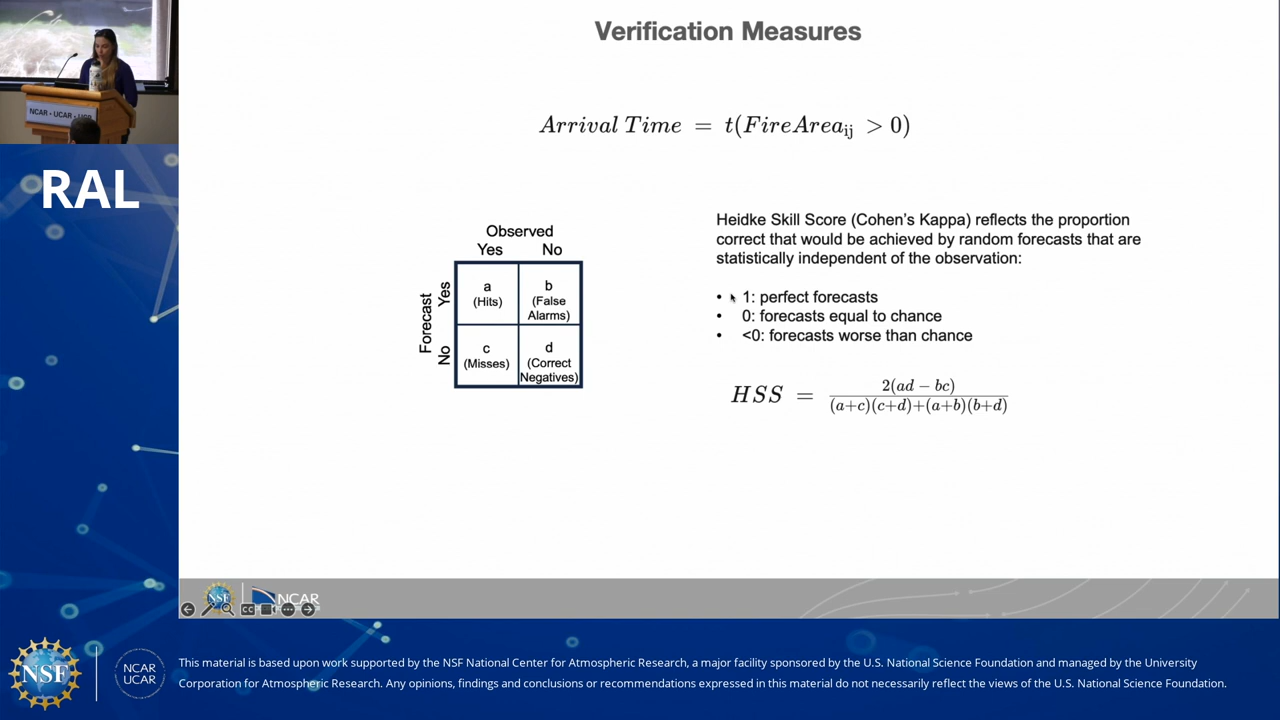 Verification Measures
NCAR - UCAR - UCP
RAL
Arrival Time = t(FireArea_ij > 0)
Observed
Yes No
Forecast
Yes
No
a
(Hits)
b
(False
Alarms)
c
(Misses)
d
(Correct
Negatives)
Heidke Skill Score (Cohen's Kappa) reflects the proportion
correct that would be achieved by random forecasts that are
statistically independent of the observation:
• 1: perfect forecasts
• 0: forecasts equal to chance
• <0: forecasts worse than chance
HSS = 2(ad − bc) / (a+c)(c+d)+(a+b)(b+d)
NSF
NCAR
CC
NSF
NCAR
UCAR
This material is based upon work supported by the NSF National Center for Atmospheric Research, a major facility sponsored by the U.S. National Science Foundation and managed by the University
Corporation for Atmospheric Research. Any opinions, findings and conclusions or recommendations expressed in this material do not necessarily reflect the views of the U.S. National Science Foundation.